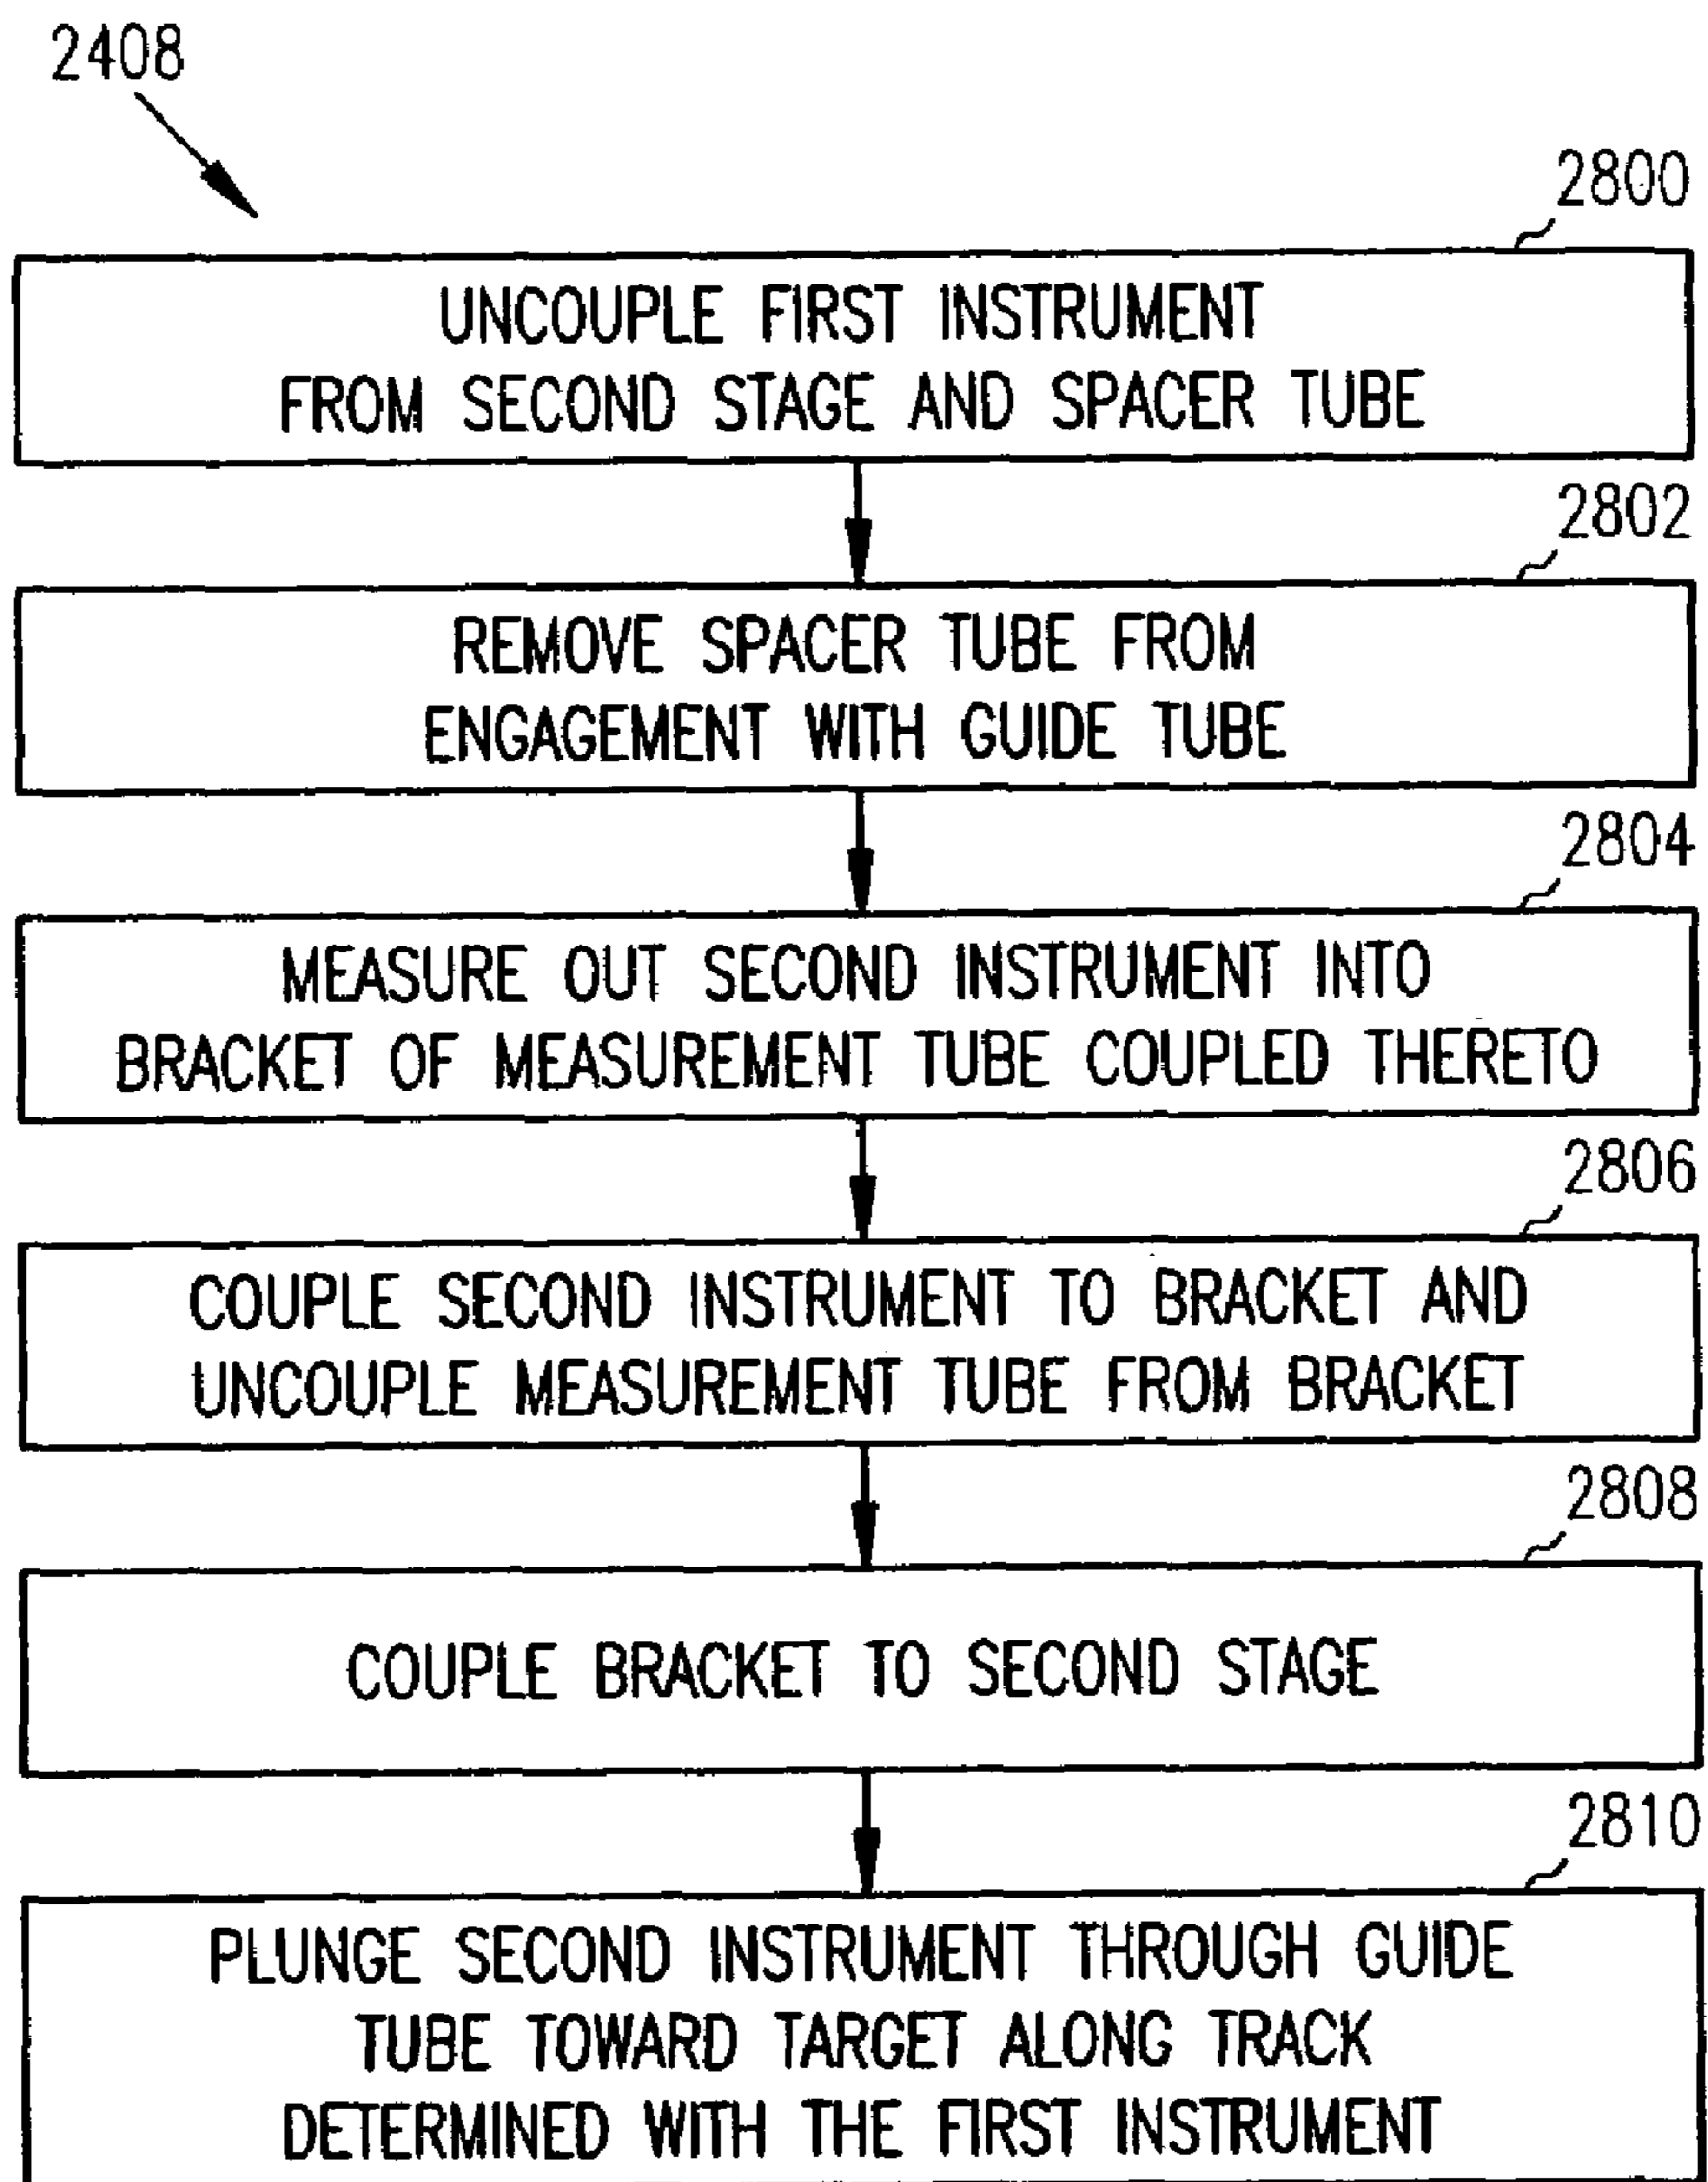 2408
2800
UNCOUPLE FIRST INSTRUMENT
FROM SECOND STAGE AND SPACER TUBE
2802
REMOVE SPACER TUBE FROM
ENGAGEMENT WITH GUIDE TUBE
2804
MEASURE OUT SECOND INSTRUMENT INTO
BRACKET OF MEASUREMENT TUBE COUPLED THERETO
2806
COUPLE SECOND INSTRUMENT TO BRACKET AND
UNCOUPLE MEASUREMENT TUBE FROM BRACKET
2808
COUPLE BRACKET TO SECOND STAGE
2810
PLUNGE SECOND INSTRUMENT THROUGH GUIDE
TUBE TOWARD TARGET ALONG TRACK
DETERMINED WITH THE FIRST INSTRUMENT